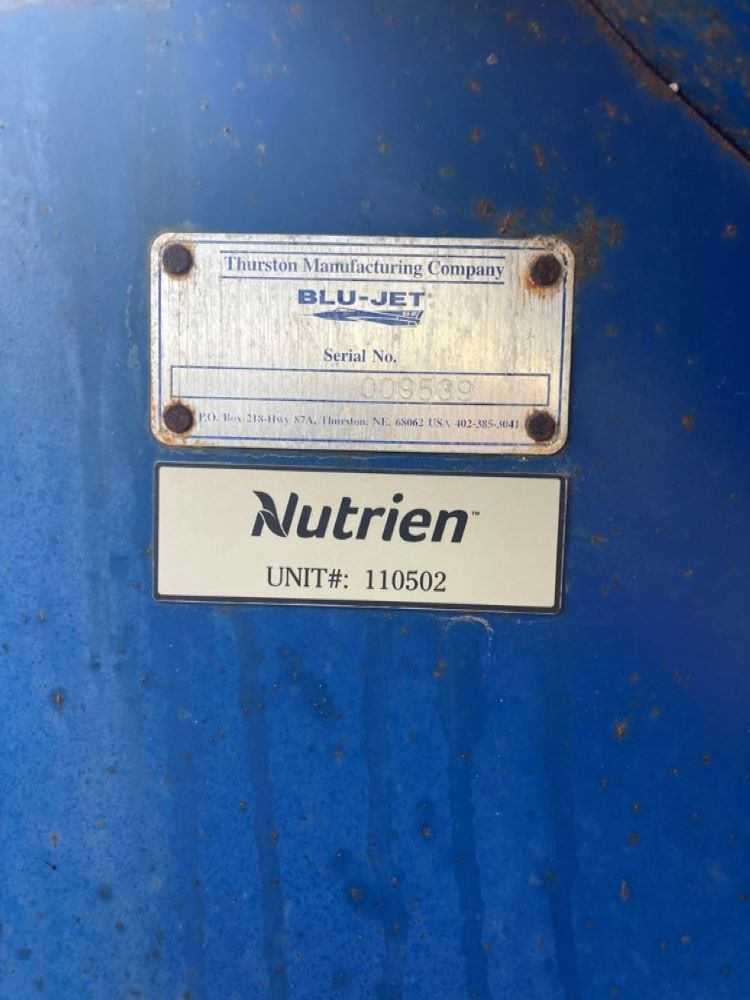 Thurston Manufacturing Company
BLU-JET®
Serial No.
009539
P.O. Box 218-Hwy 87A, Thurston, NE. 68062 USA 402-385-3041
Nutrien™
UNIT#: 110502